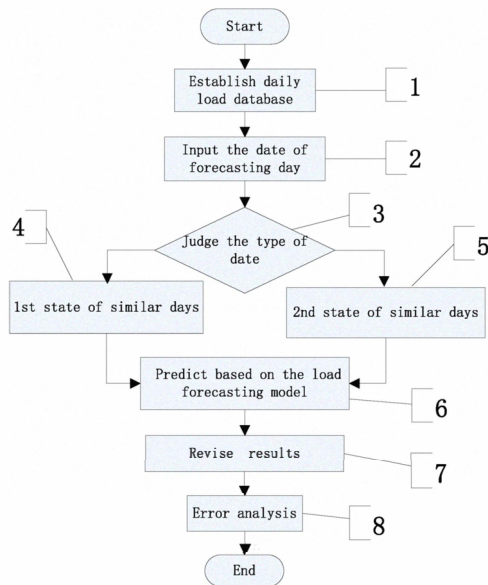 Start
Establish daily
load database
1
Input the date of
forecasting day
2
Judge the type of
date
3
4
5
1st state of similar days
2nd state of similar days
Predict based on the load
forecasting model
6
Revise results
7
Error analysis
8
End